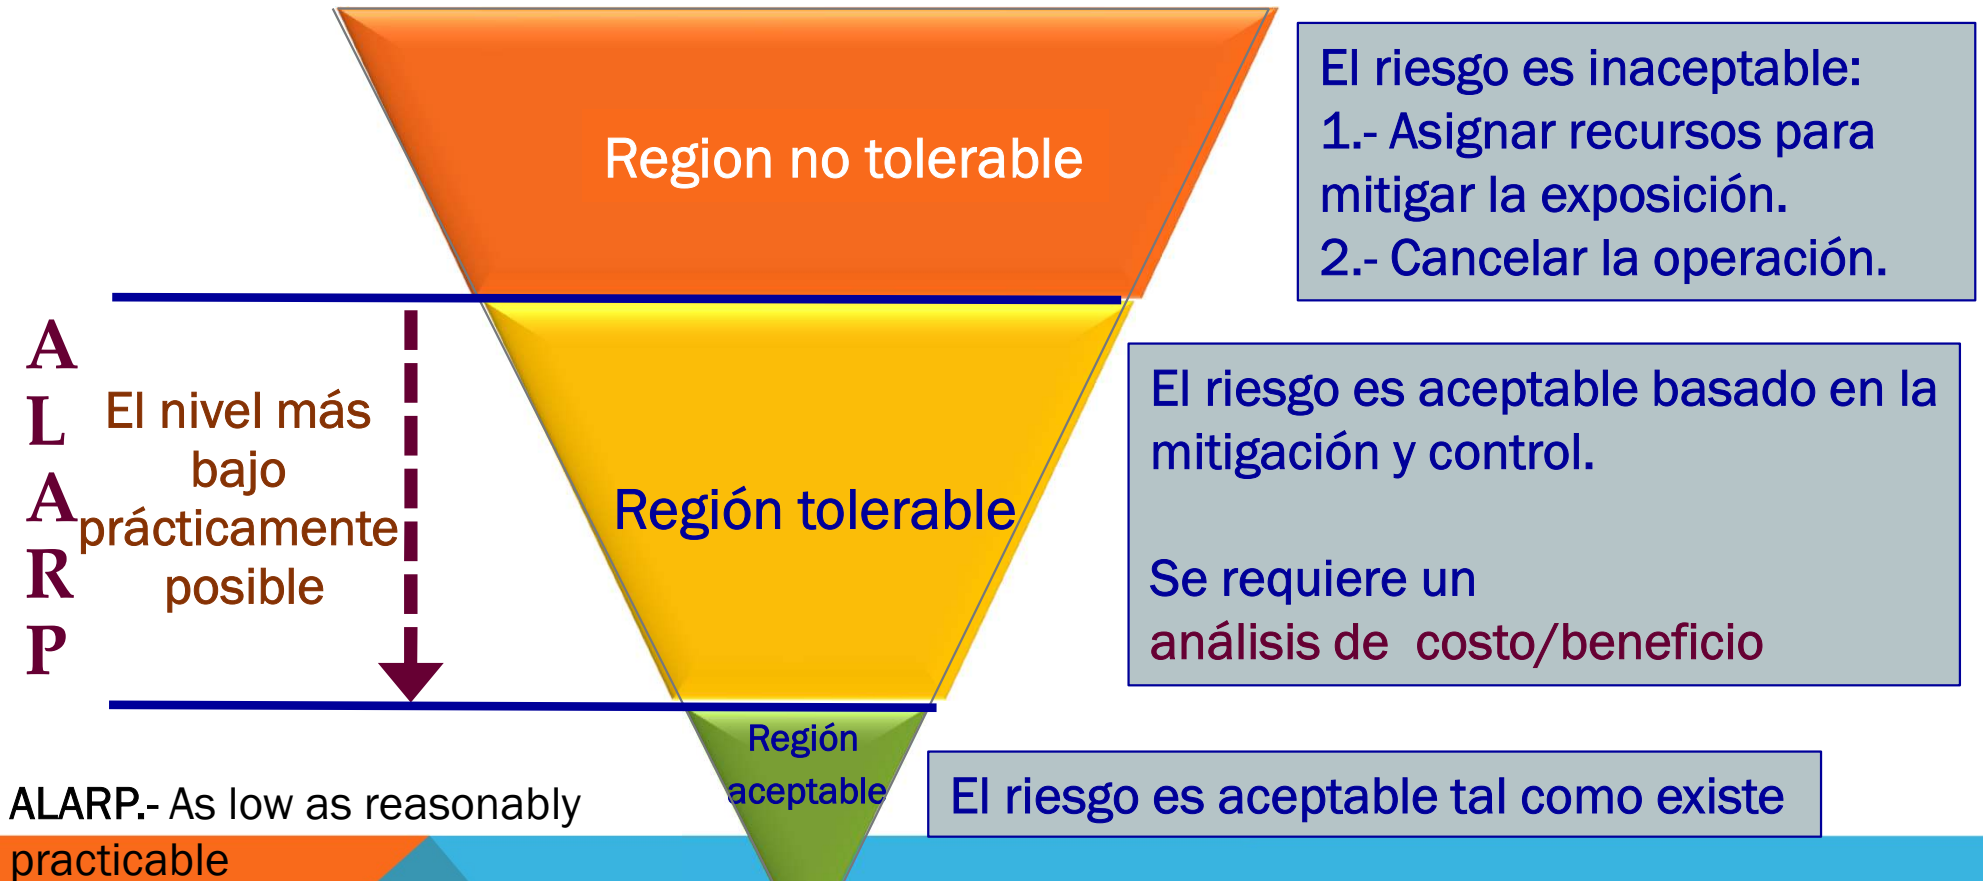 Region no tolerable
El riesgo es inaceptable:
1.- Asignar recursos para
mitigar la exposición.
2.- Cancelar la operación.
A
L
A
R
P
El nivel más
bajo
prácticamente
posible
Región tolerable
El riesgo es aceptable basado en la
mitigación y control.
Se requiere un
análisis de costo/beneficio
Región
aceptable
El riesgo es aceptable tal como existe
ALARP.- As low as reasonably
practicable